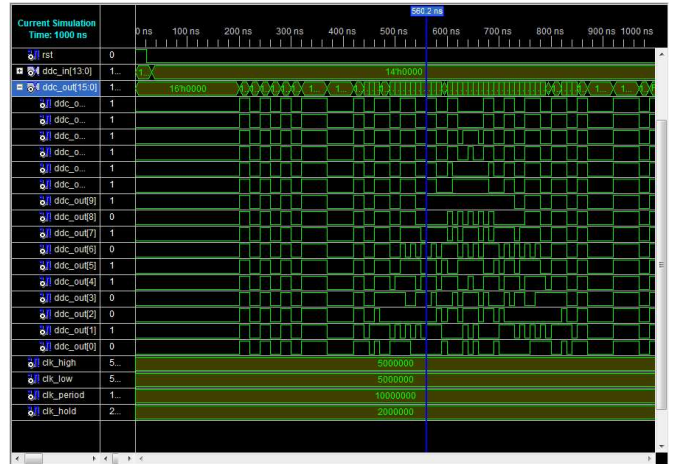 560.2 ns
Current Simulation
Time: 1000 ns
0 ns 100 ns 200 ns 300 ns 400 ns 500 ns 600 ns 700 ns 800 ns 900 ns 1000 ns
rst 0
ddc_in[13:0] 1... 1... 14'h0000
ddc_out[15:0] 1... 16'h0000 1... 1... 1...
ddc_o... 1
ddc_o... 1
ddc_o... 1
ddc_o... 1
ddc_o... 1
ddc_o... 1
ddc_out[9] 1
ddc_out[8] 0
ddc_out[7] 1
ddc_out[6] 0
ddc_out[5] 1
ddc_out[4] 1
ddc_out[3] 0
ddc_out[2] 0
ddc_out[1] 1
ddc_out[0] 0
clk_high 5... 5000000
clk_low 5... 5000000
clk_period 1... 10000000
clk_hold 2... 2000000